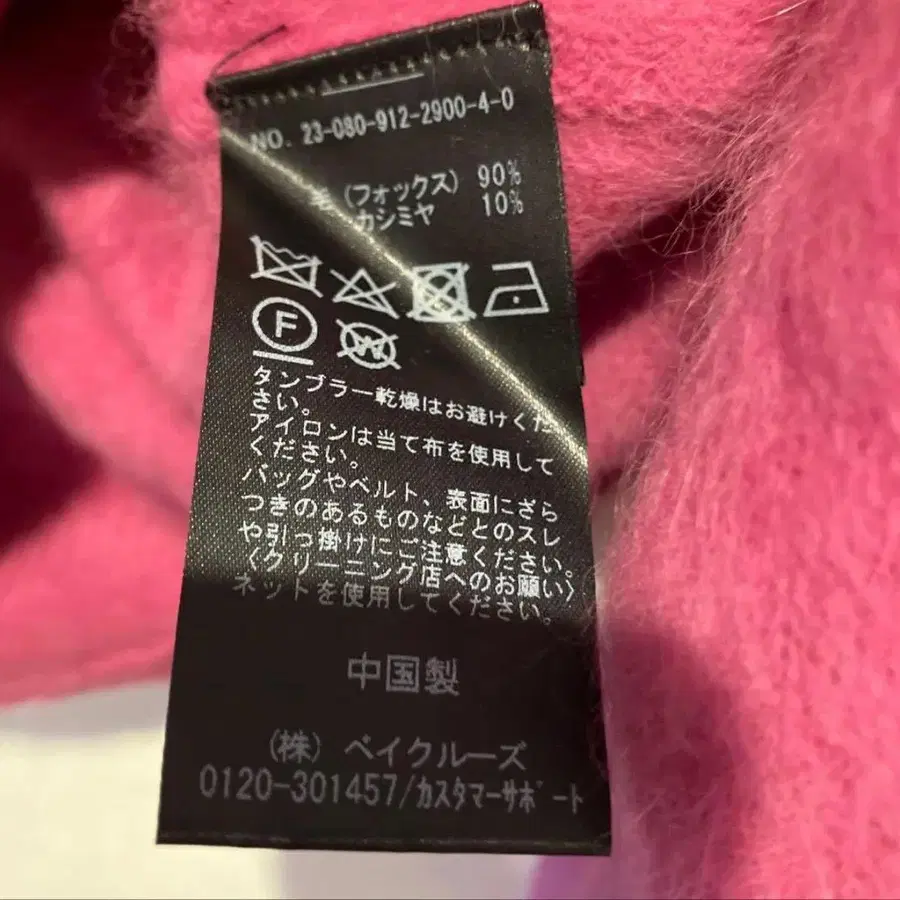 NO. 23-080-912-2900-4-0
毛 (フォックス) 90%
カシミヤ 10%
F
W
タンブラー乾燥はお避けくだ
さい。
アイロンは当て布を使用して
ください。
バッグやベルト、表面にざら
つきのあるものなどとのスレ
や引っ掛けにご注意ください。
〈クリーニング店へのお願い〉
ネットを使用してください。
中国製
(株) ベイクルーズ
0120-301457/カスタマーサポート